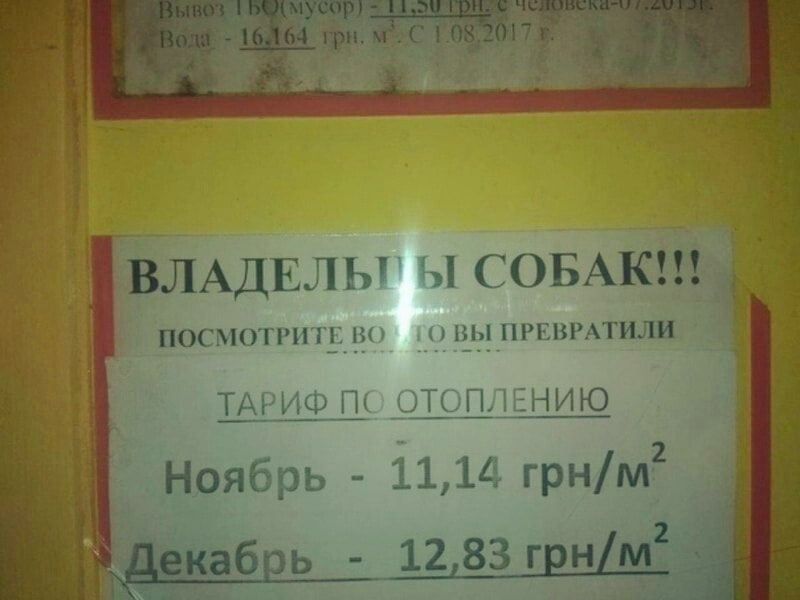 Вывоз ТБО(мусор) - 11,50 грн. с человека-07.2015г.
Вода - 16,164 грн. м³. С 1.08.2017 г.
ВЛАДЕЛЬЦЫ СОБАК!!!
ПОСМОТРИТЕ ВО ЧТО ВЫ ПРЕВРАТИЛИ
ТАРИФ ПО ОТОПЛЕНИЮ
Ноябрь - 11,14 грн/м²
Декабрь - 12,83 грн/м²